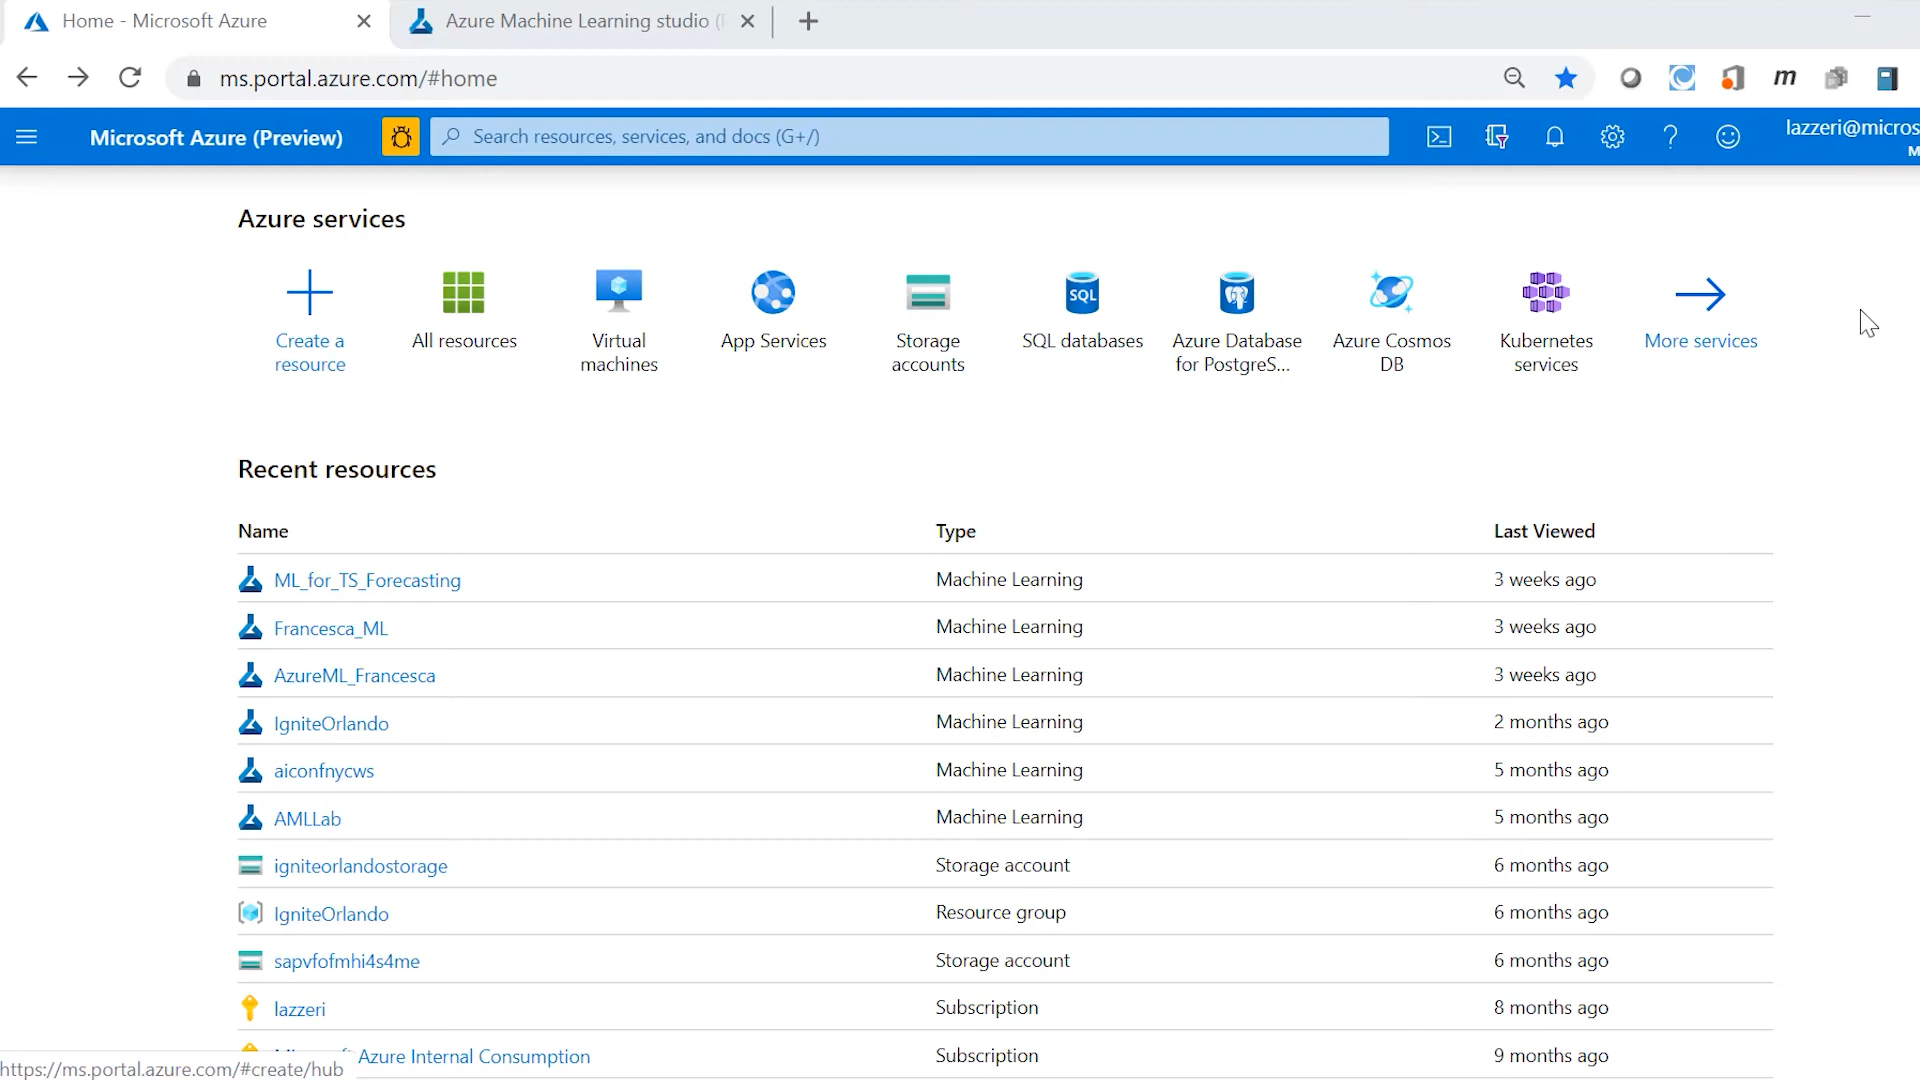 Home - Microsoft Azure
Azure Machine Learning studio (
ms.portal.azure.com/#home
m
Microsoft Azure (Preview)
Search resources, services, and docs (G+/)
lazzeri@micros
M
Azure services
Create a
resource
All resources
Virtual
machines
App Services
Storage
accounts
SQL
SQL databases
Azure Database
for PostgreS...
Azure Cosmos
DB
Kubernetes
services
More services
Recent resources
Name Type Last Viewed
ML_for_TS_Forecasting Machine Learning 3 weeks ago
Francesca_ML Machine Learning 3 weeks ago
AzureML_Francesca Machine Learning 3 weeks ago
IgniteOrlando Machine Learning 2 months ago
aiconfnycws Machine Learning 5 months ago
AMLLab Machine Learning 5 months ago
igniteorlandostorage Storage account 6 months ago
IgniteOrlando Resource group 6 months ago
sapvfofmhi4s4me Storage account 6 months ago
lazzeri Subscription 8 months ago
Azure Internal Consumption Subscription 9 months ago
https://ms.portal.azure.com/#create/hub